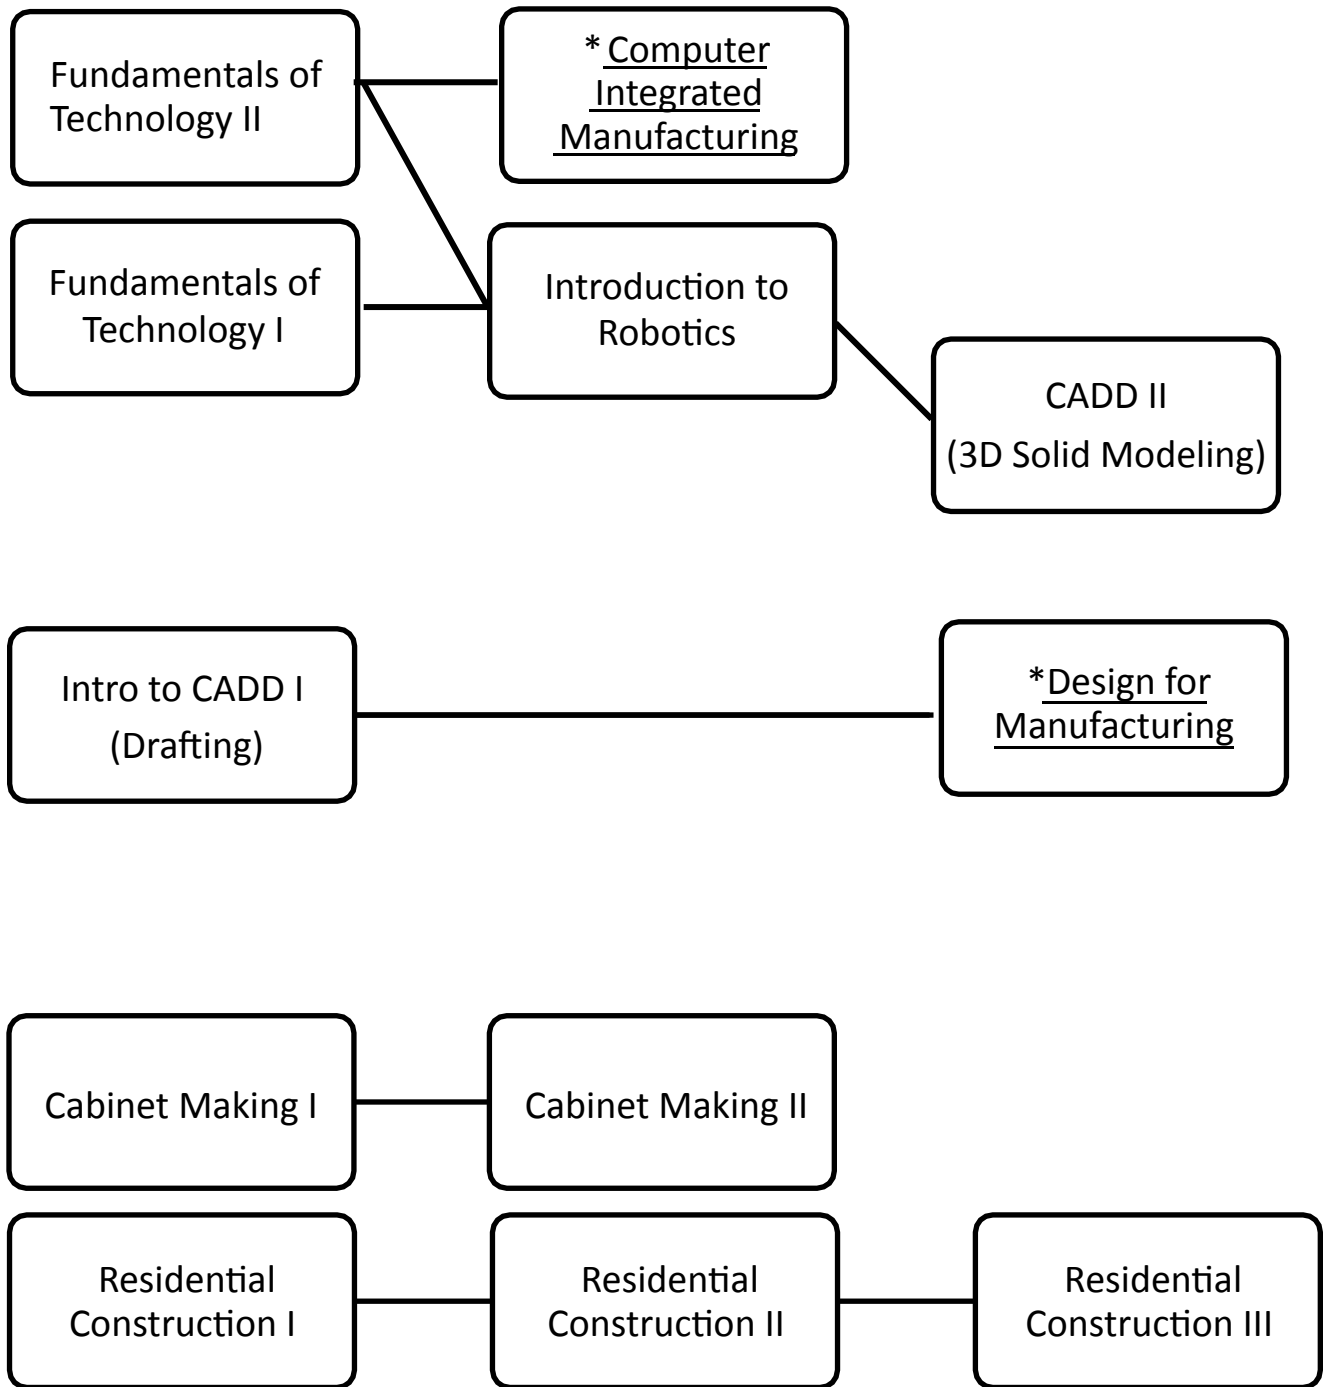 Fundamentals of
Technology II
*Computer
Integrated
Manufacturing
Fundamentals of
Technology I
Introduction to
Robotics
CADD II
(3D Solid Modeling)
Intro to CADD I
(Drafting)
*Design for
Manufacturing
Cabinet Making I
Cabinet Making II
Residential
Construction I
Residential
Construction II
Residential
Construction III